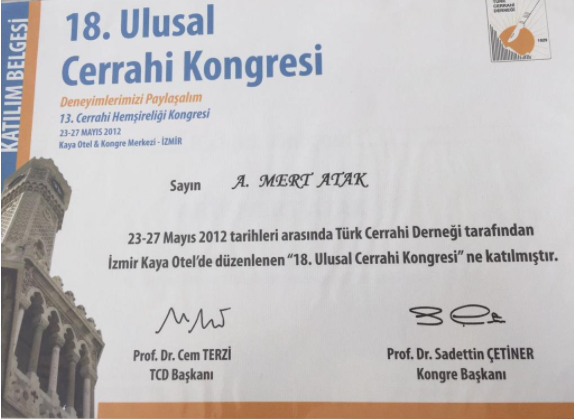 KATILIM BELGESİ
18. Ulusal
Cerrahi Kongresi
Deneyimlerimizi Paylaşalım
13. Cerrahi Hemşireliği Kongresi
23-27 MAYIS 2012
Kaya Otel & Kongre Merkezi - İZMİR
TÜRK
CERRAHİ
DERNEĞİ
Sayın A. MERT ATAK
23-27 Mayıs 2012 tarihleri arasında Türk Cerrahi Derneği tarafından
İzmir Kaya Otel'de düzenlenen "18. Ulusal Cerrahi Kongresi" ne katılmıştır.
Prof. Dr. Cem TERZİ
TCD Başkanı
Prof. Dr. Sadettin ÇETİNER
Kongre Başkanı